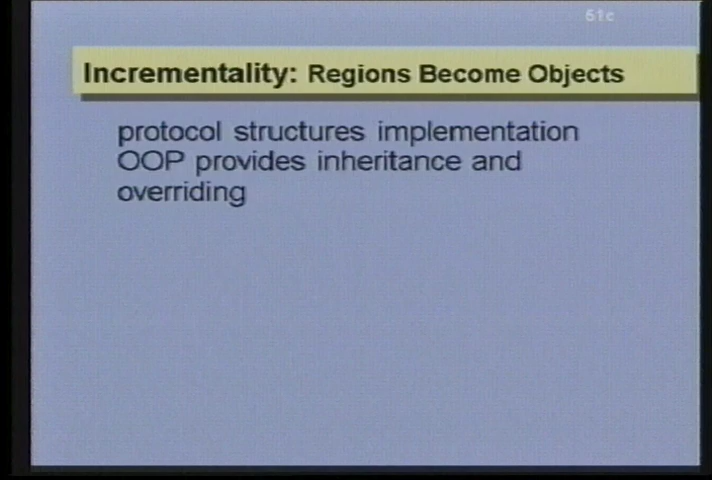 61c
Incrementality: Regions Become Objects
protocol structures implementation
OOP provides inheritance and
overriding